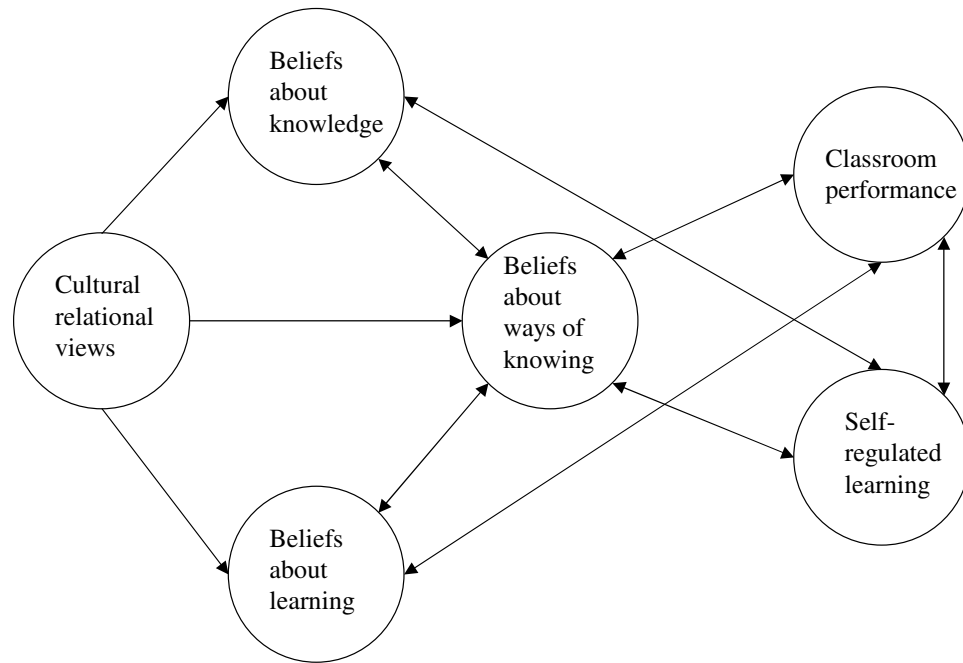 Beliefs
about
knowledge
Classroom
performance
Cultural
relational
views
Beliefs
about
ways of
knowing
Self-
regulated
learning
Beliefs
about
learning